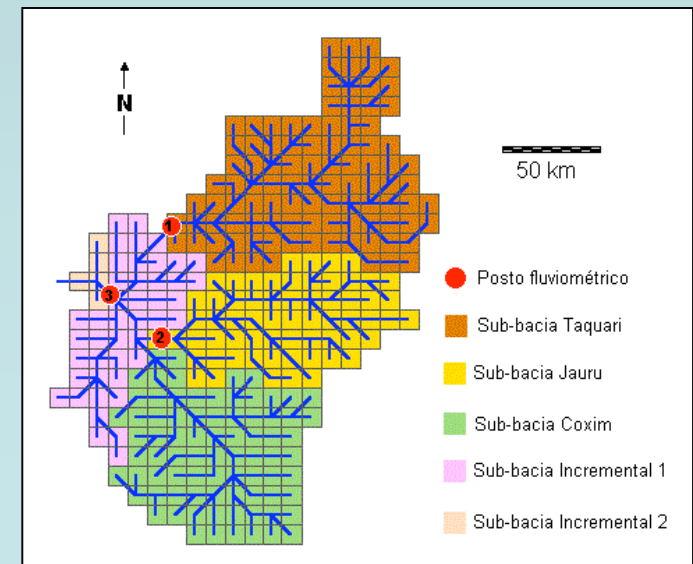 N
50 km
1
3
2
Posto fluviométrico
Sub-bacia Taquari
Sub-bacia Jauru
Sub-bacia Coxim
Sub-bacia Incremental 1
Sub-bacia Incremental 2